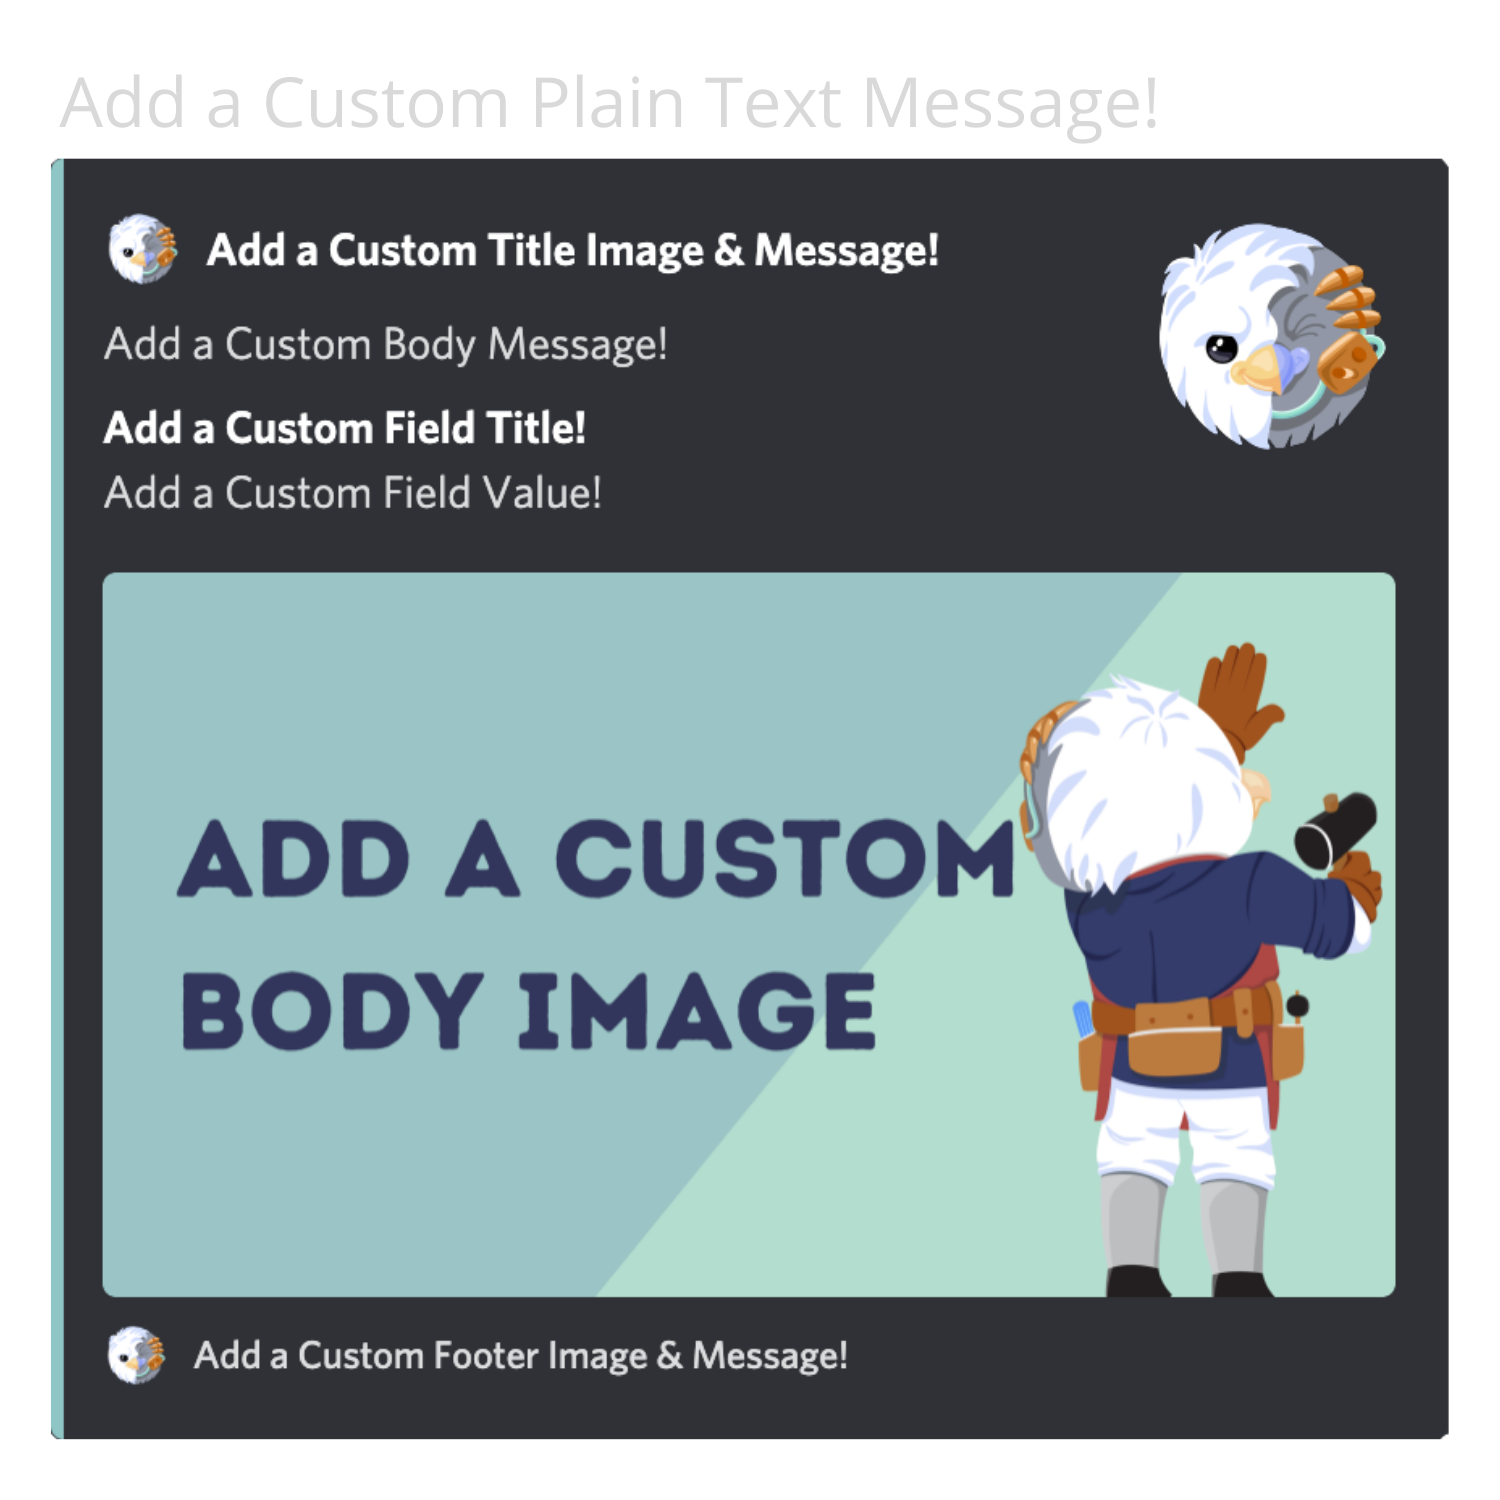 Add a Custom Plain Text Message!
Add a Custom Title Image & Message!
Add a Custom Body Message!
Add a Custom Field Title!
Add a Custom Field Value!
ADD A CUSTOM
BODY IMAGE
Add a Custom Footer Image & Message!